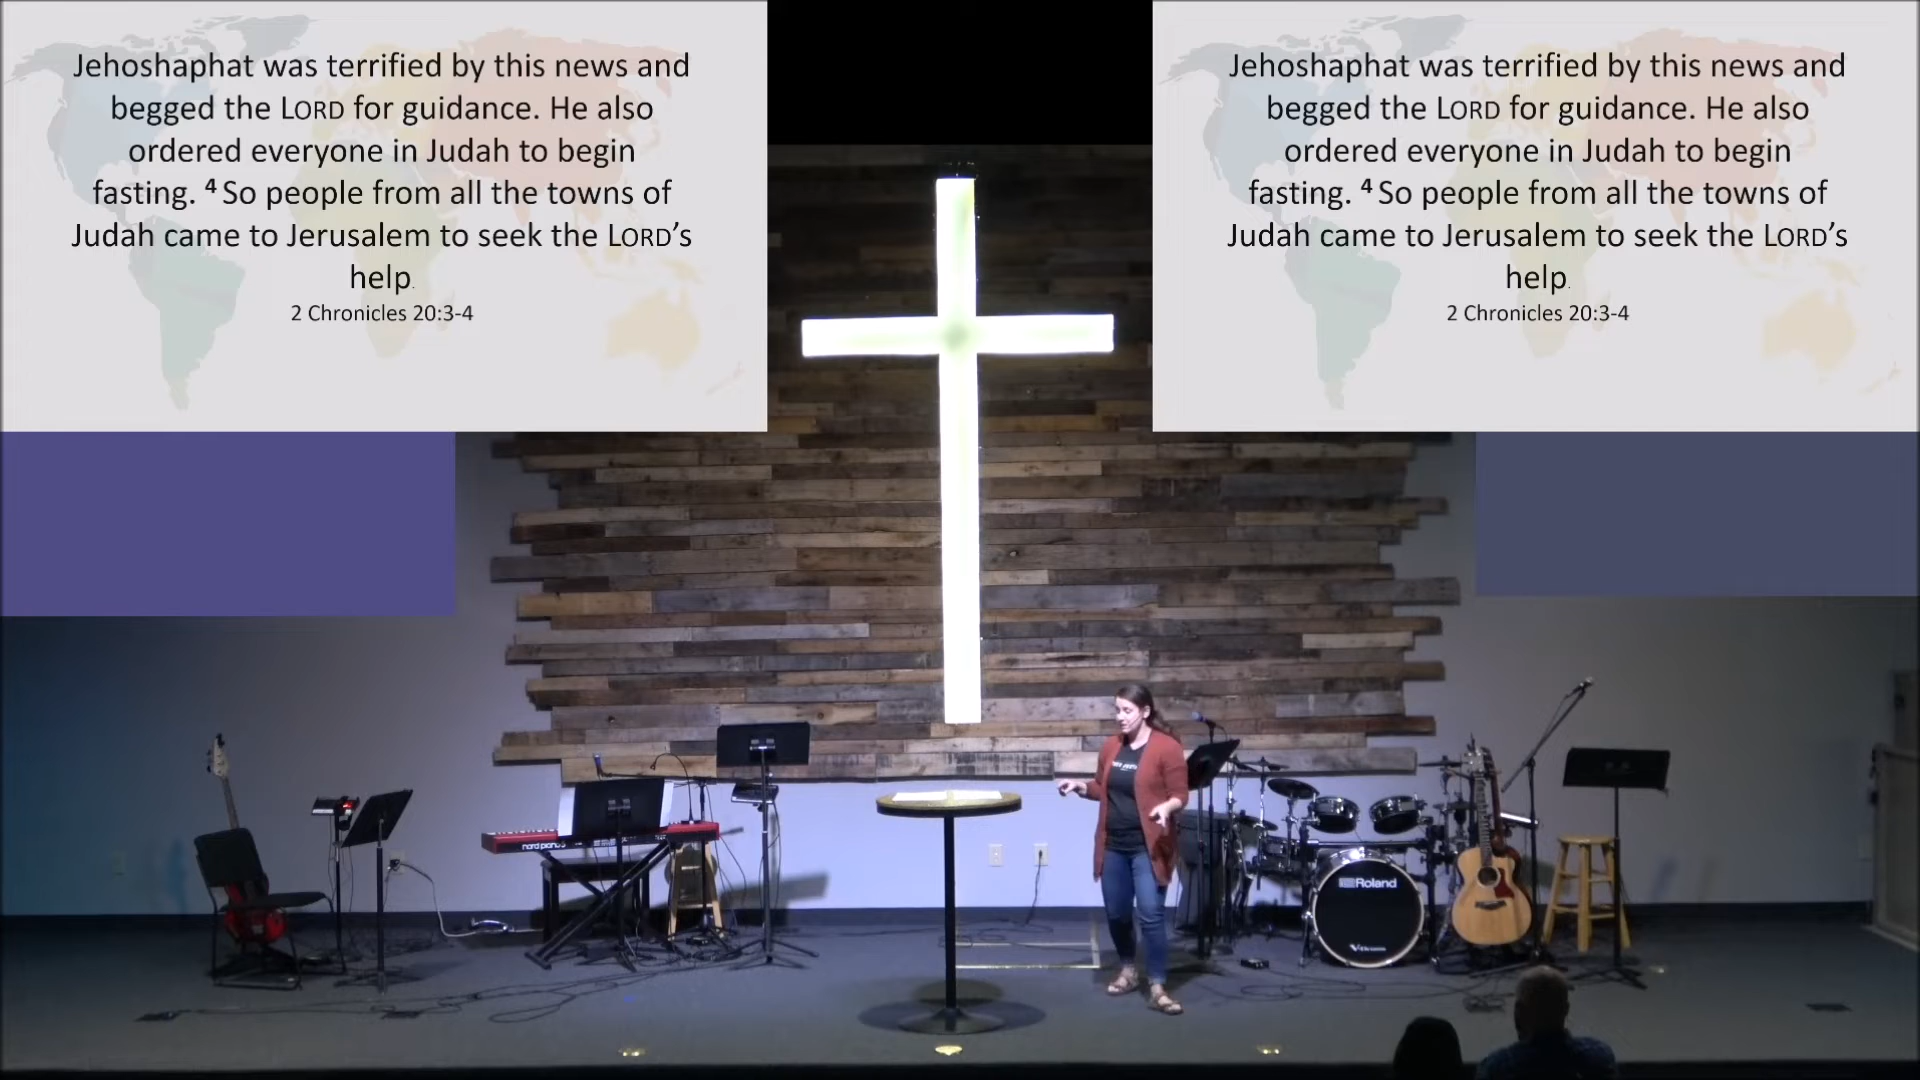 Jehoshaphat was terrified by this news and
begged the LORD for guidance. He also
ordered everyone in Judah to begin
fasting. ⁴ So people from all the towns of
Judah came to Jerusalem to seek the LORD’s
help.
2 Chronicles 20:3-4
Jehoshaphat was terrified by this news and
begged the LORD for guidance. He also
ordered everyone in Judah to begin
fasting. ⁴ So people from all the towns of
Judah came to Jerusalem to seek the LORD’s
help.
2 Chronicles 20:3-4
nord piano
Roland
V-Drums